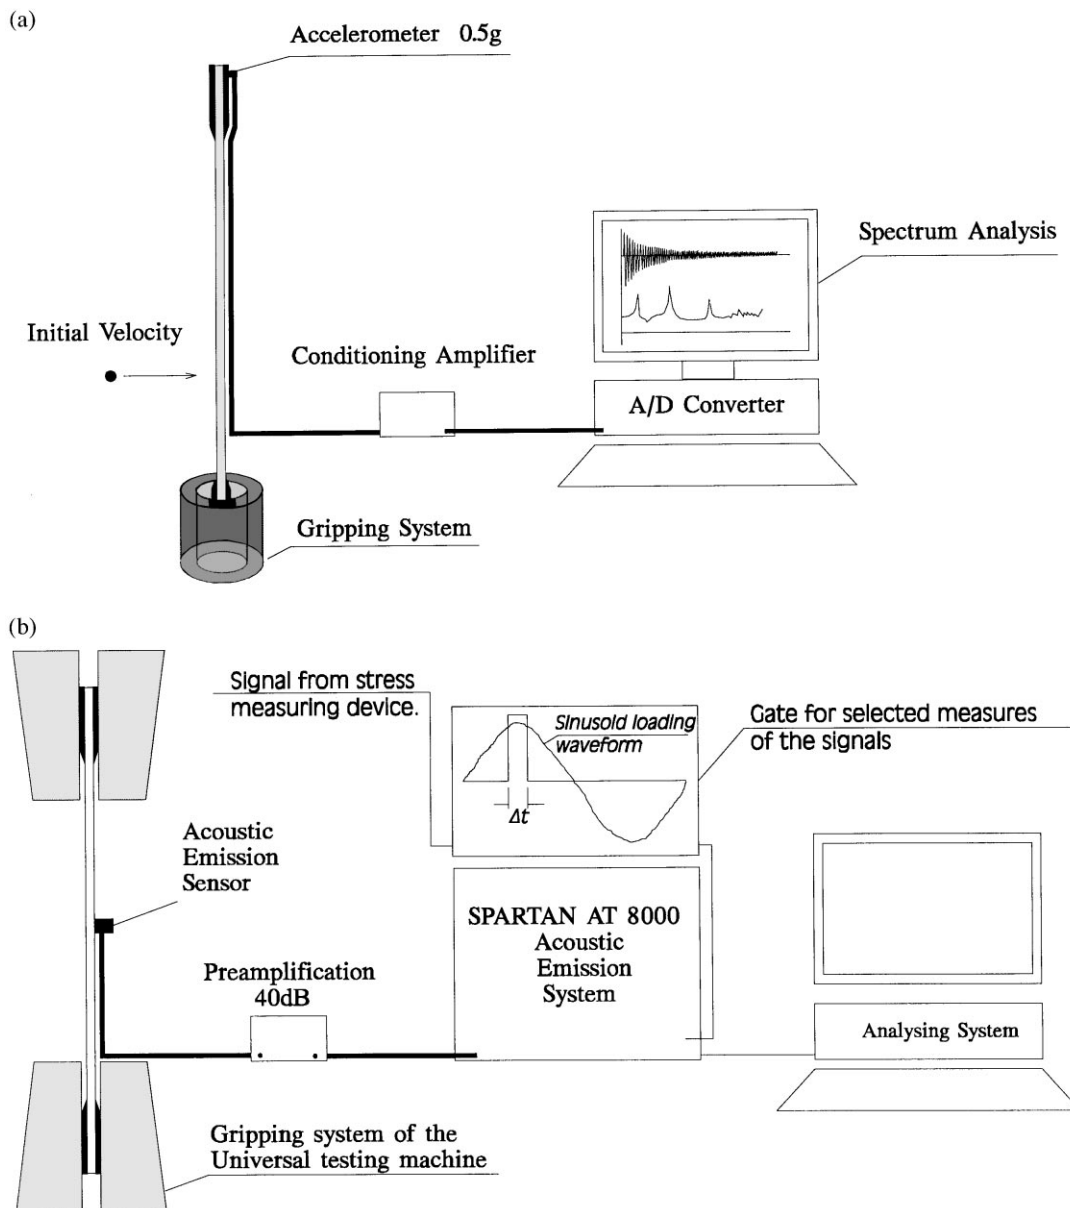 (a)
Accelerometer 0.5g
Spectrum Analysis
Initial Velocity
Conditioning Amplifier
A/D Converter
Gripping System
(b)
Signal from stress
measuring device.
Sinusoid loading
waveform
Gate for selected measures
of the signals
Δt
Acoustic
Emission
Sensor
SPARTAN AT 8000
Acoustic
Emission
System
Preamplification
40dB
Analysing System
Gripping system of the
Universal testing machine